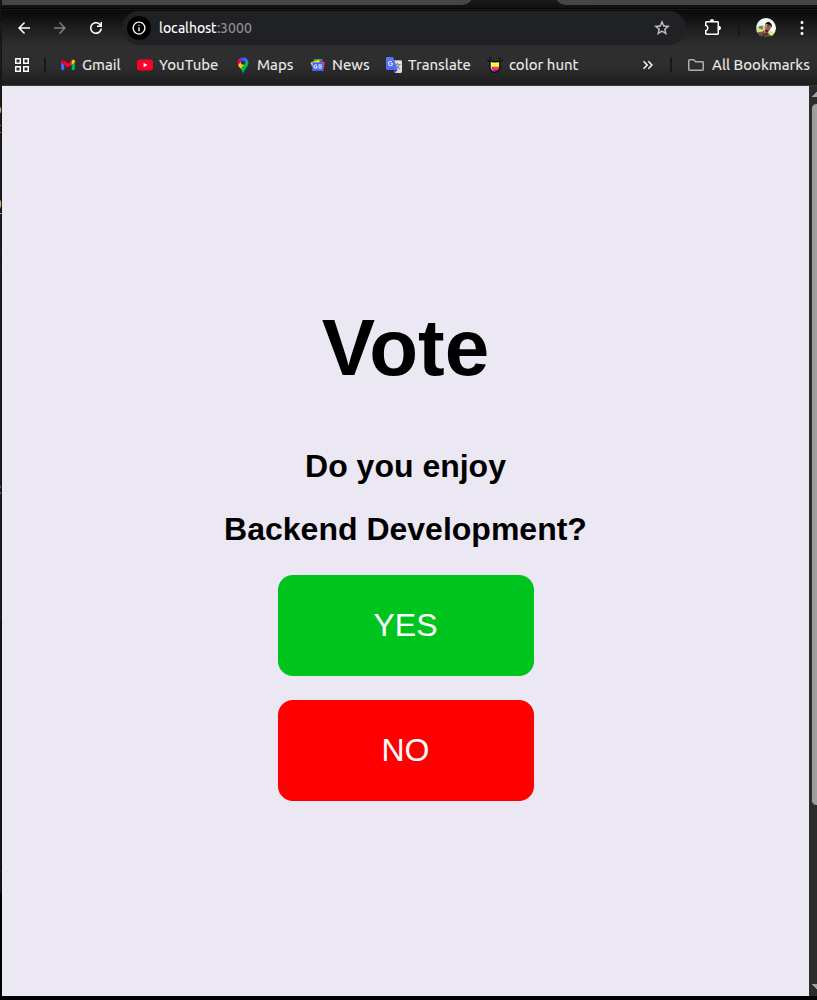 localhost:3000
Gmail YouTube Maps News Translate color hunt » All Bookmarks
Vote
Do you enjoy
Backend Development?
YES
NO